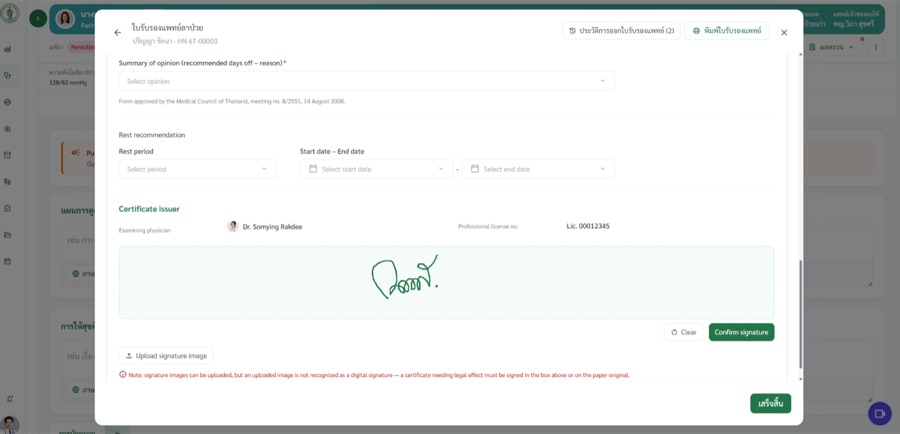 ใบรับรองแพทย์ลาป่วย
ปริญญา รัตนา · HN 67-00003
ประวัติการออกใบรับรองแพทย์ (2)
พิมพ์ใบรับรองแพทย์
Summary of opinion (recommended days off – reason)*
Select opinion
Form approved by the Medical Council of Thailand, meeting no. 8/2551, 14 August 2008.
Rest recommendation
Rest period
Start date – End date
Select period
Select start date
-
Select end date
Certificate issuer
Examining physician
Dr. Somying Rakdee
Professional license no.
Lic. 00012345
Clear
Confirm signature
Upload signature image
Note: signature images can be uploaded, but an uploaded image is not recognized as a digital signature — a certificate needing legal effect must be signed in the box above or on the paper original.
เสร็จสิ้น
128/82 mmHg